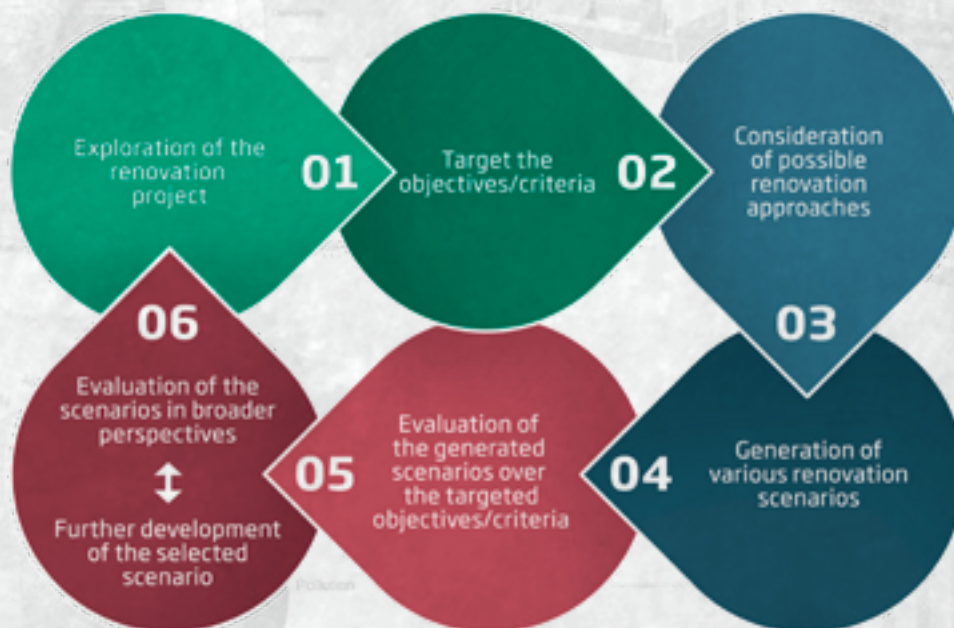 Exploration of the
renovation
project
01
Target the
objectives/criteria
02
Consideration
of possible
renovation
approaches
03
Generation of
various renovation
scenarios
04
Evaluation of
the generated
scenarios over
the targeted
objectives/criteria
05
06
Evaluation of the
scenarios in broader
perspectives
Further development
of the selected
scenario
Pollution